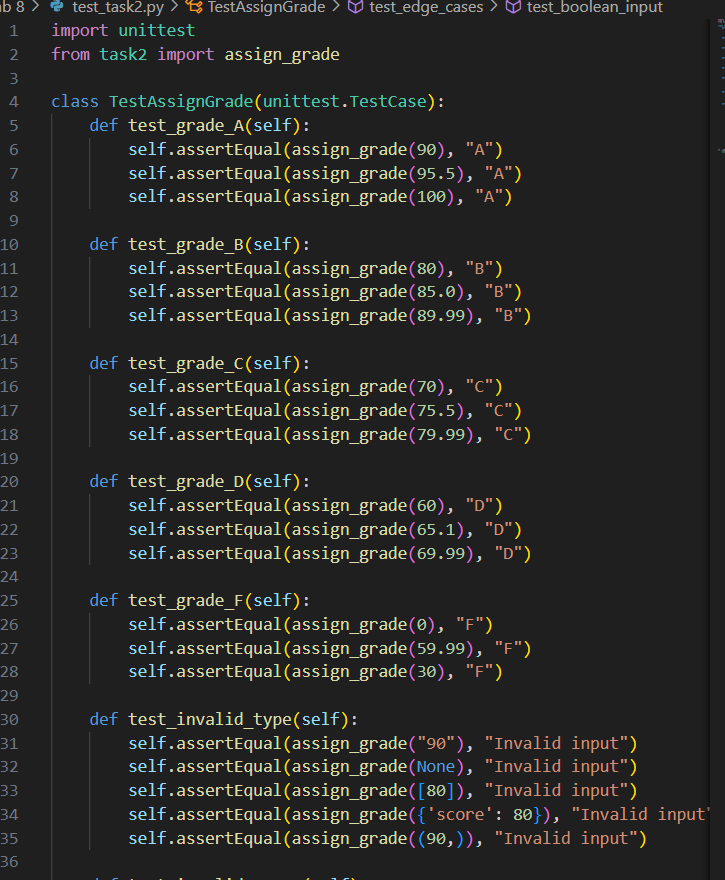 ab 8 > test_task2.py > TestAssignGrade > test_edge_cases > test_boolean_input
1 import unittest
2 from task2 import assign_grade
3
4 class TestAssignGrade(unittest.TestCase):
5     def test_grade_A(self):
6         self.assertEqual(assign_grade(90), "A")
7         self.assertEqual(assign_grade(95.5), "A")
8         self.assertEqual(assign_grade(100), "A")
9
10     def test_grade_B(self):
11         self.assertEqual(assign_grade(80), "B")
12         self.assertEqual(assign_grade(85.0), "B")
13         self.assertEqual(assign_grade(89.99), "B")
14
15     def test_grade_C(self):
16         self.assertEqual(assign_grade(70), "C")
17         self.assertEqual(assign_grade(75.5), "C")
18         self.assertEqual(assign_grade(79.99), "C")
19
20     def test_grade_D(self):
21         self.assertEqual(assign_grade(60), "D")
22         self.assertEqual(assign_grade(65.1), "D")
23         self.assertEqual(assign_grade(69.99), "D")
24
25     def test_grade_F(self):
26         self.assertEqual(assign_grade(0), "F")
27         self.assertEqual(assign_grade(59.99), "F")
28         self.assertEqual(assign_grade(30), "F")
29
30     def test_invalid_type(self):
31         self.assertEqual(assign_grade("90"), "Invalid input")
32         self.assertEqual(assign_grade(None), "Invalid input")
33         self.assertEqual(assign_grade([80]), "Invalid input")
34         self.assertEqual(assign_grade({'score': 80}), "Invalid input"
35         self.assertEqual(assign_grade((90,)), "Invalid input")
36